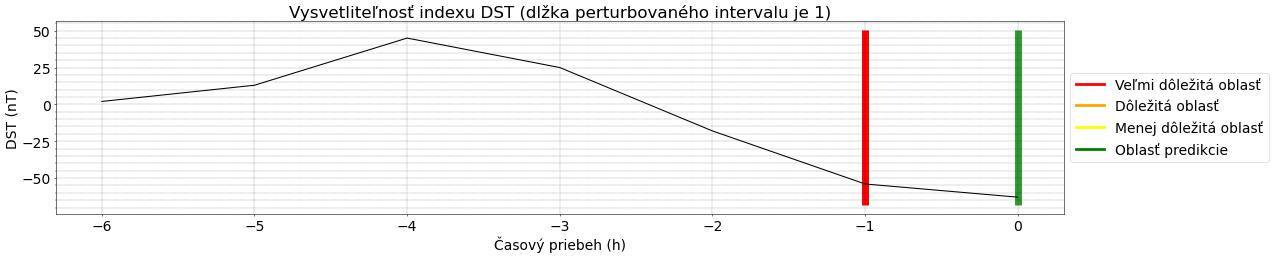 Vysvetliteľnosť indexu DST (dĺžka perturbovaného intervalu je 1)
DST (nT)
50
25
0
−25
−50
−6 −5 −4 −3 −2 −1 0
Časový priebeh (h)
Veľmi dôležitá oblasť
Dôležitá oblasť
Menej dôležitá oblasť
Oblasť predikcie